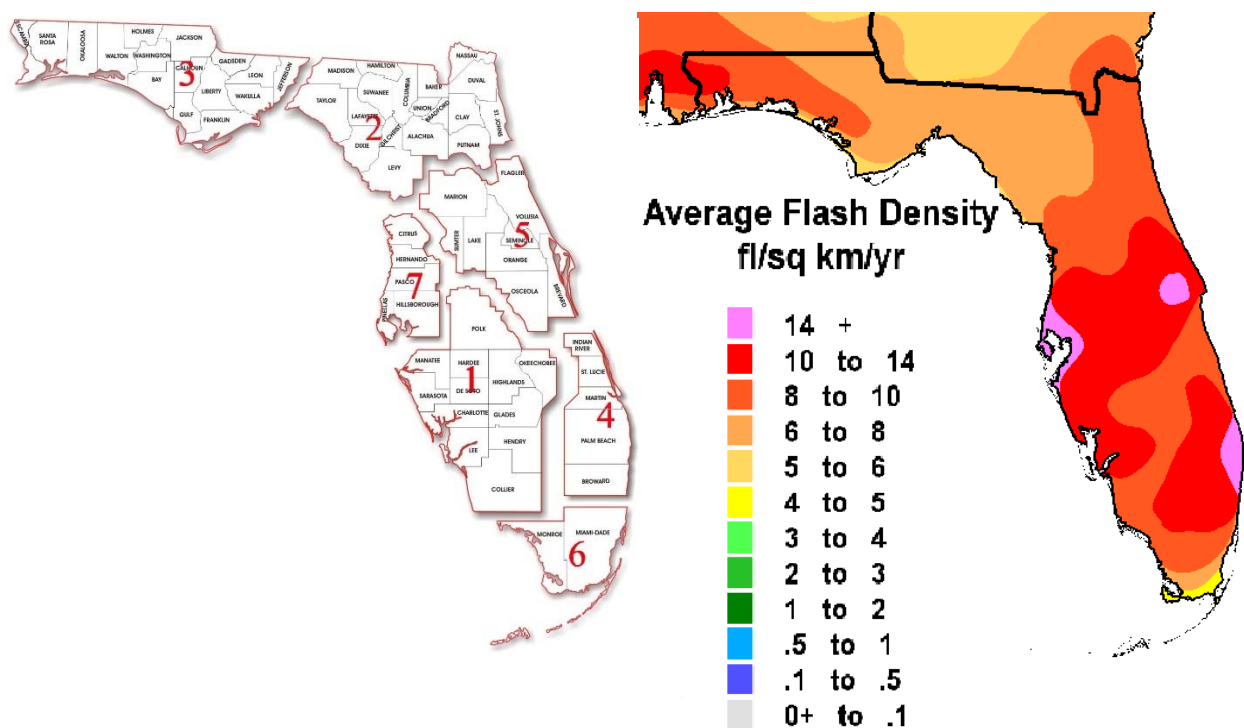 ESCAMBIA
SANTA
ROSA
OKALOOSA
WALTON
HOLMES
WASHINGTON
JACKSON
BAY
CALHOUN
3
GULF
LIBERTY
GADSDEN
LEON
WAKULLA
FRANKLIN
JEFFERSON
MADISON
HAMILTON
TAYLOR
SUWANEE
LAFAYETTE
2
DIXIE
GILCHRIST
COLUMBIA
LEVY
ALACHUA
UNION
BRADFORD
BAKER
NASSAU
DUVAL
CLAY
ST. JOHNS
PUTNAM
FLAGLER
MARION
VOLUSIA
SUMTER
LAKE
5
SEMINOLE
ORANGE
OSCEOLA
BREVARD
CITRUS
HERNANDO
PASCO
7
PINELLAS
HILLSBOROUGH
POLK
MANATEE
HARDEE
1
OKEECHOBEE
HIGHLANDS
SARASOTA
DE SOTO
CHARLOTTE
GLADES
LEE
HENDRY
COLLIER
INDIAN
RIVER
ST. LUCIE
MARTIN
4
PALM BEACH
BROWARD
MONROE
MIAMI-DADE
6
Average Flash Density
fl/sq km/yr
14 +
10 to 14
8 to 10
6 to 8
5 to 6
4 to 5
3 to 4
2 to 3
1 to 2
.5 to 1
.1 to .5
0+ to .1